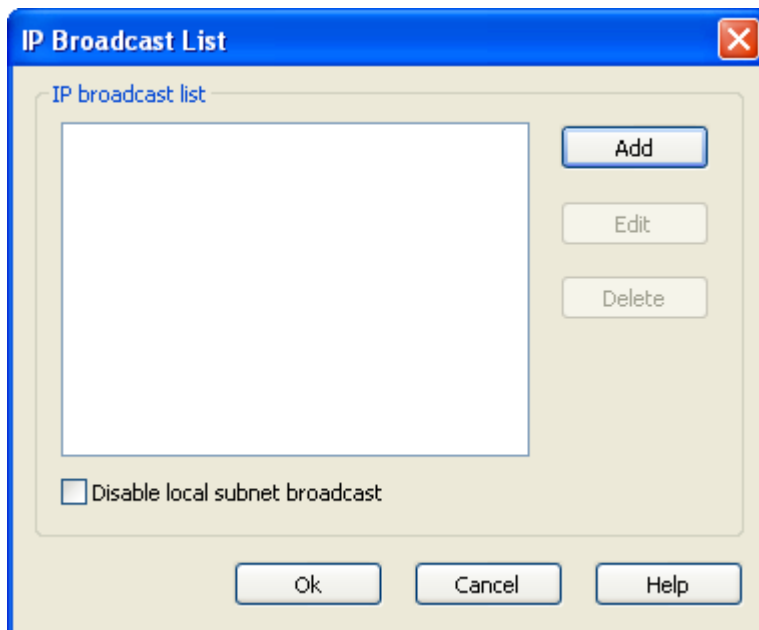 IP Broadcast List
IP broadcast list
Add
Edit
Delete
Disable local subnet broadcast
Ok
Cancel
Help